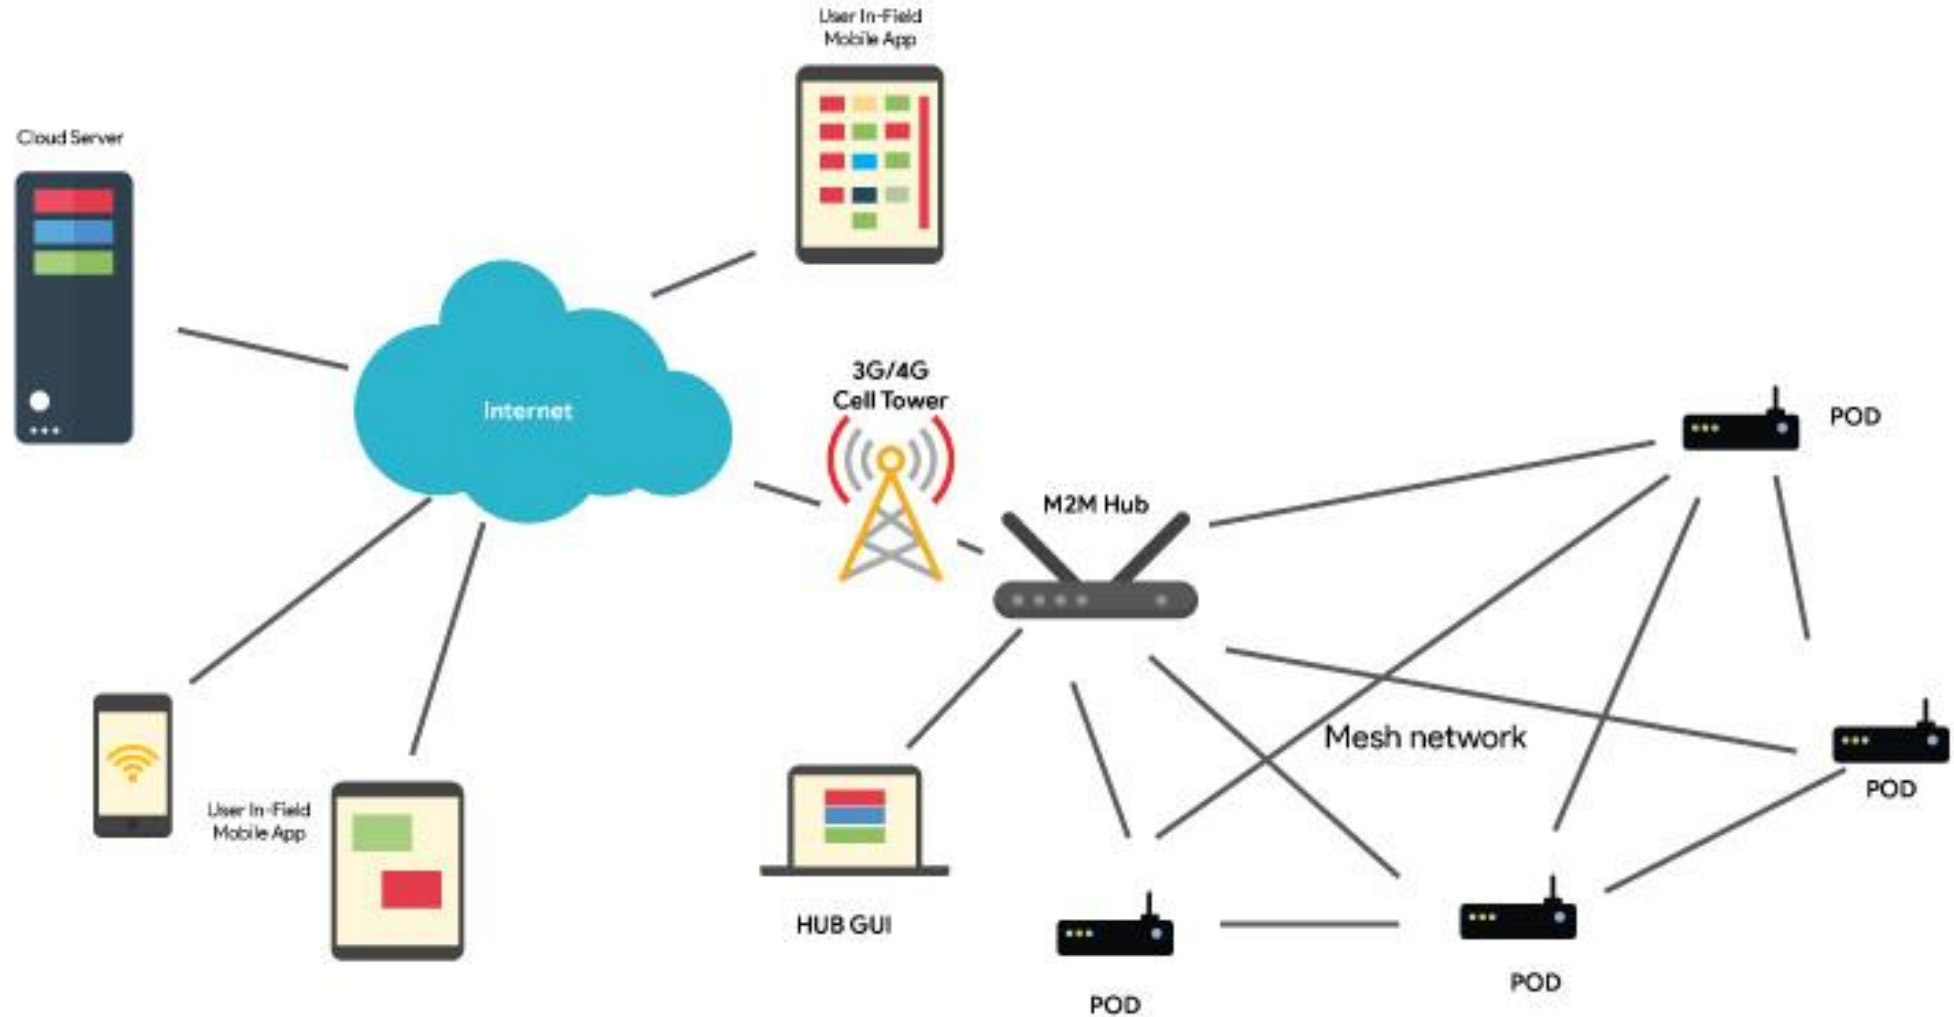 User In-Field
Mobile App
Cloud Server
Internet
3G/4G
Cell Tower
M2M Hub
POD
Mesh network
POD
User In-Field
Mobile App
HUB GUI
POD
POD